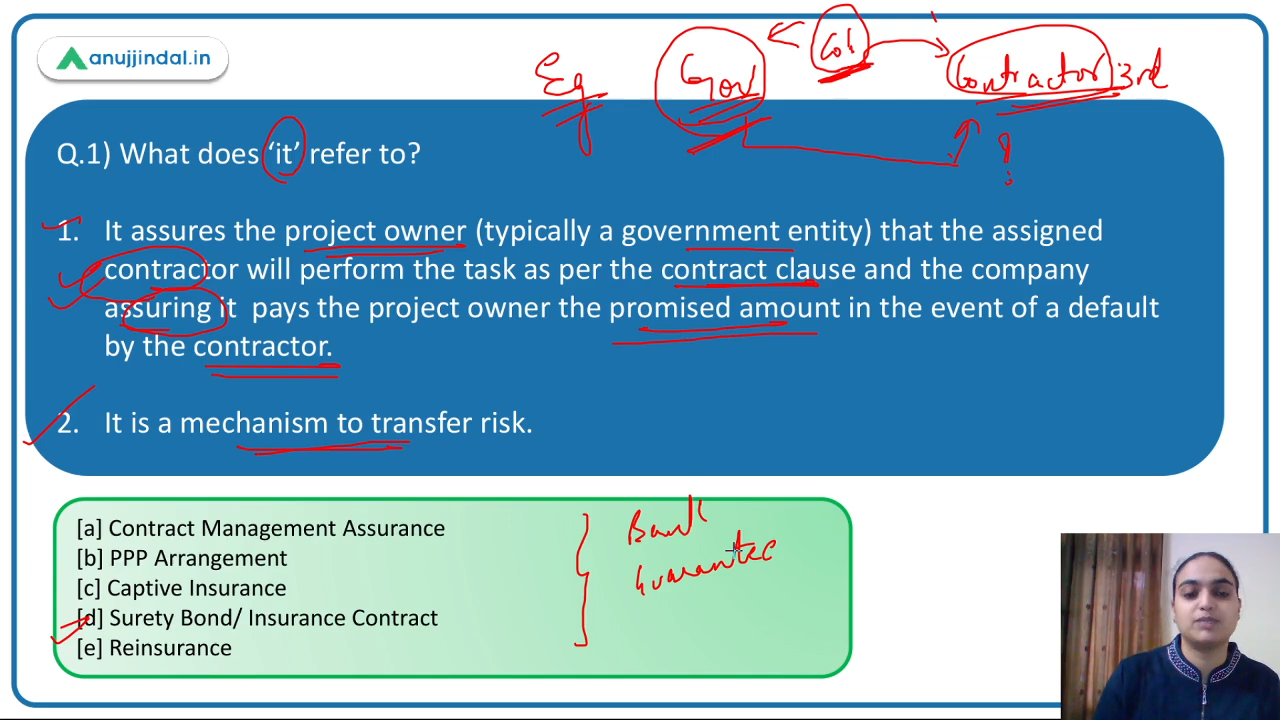 anujjindal.in
Eg
Gov
Contractor 3rd
Q.1) What does ‘it’ refer to?
1. It assures the project owner (typically a government entity) that the assigned
contractor will perform the task as per the contract clause and the company
assuring it pays the project owner the promised amount in the event of a default
by the contractor.
2. It is a mechanism to transfer risk.
[a] Contract Management Assurance
[b] PPP Arrangement
[c] Captive Insurance
[d] Surety Bond/ Insurance Contract
[e] Reinsurance
Bank
Guarantee